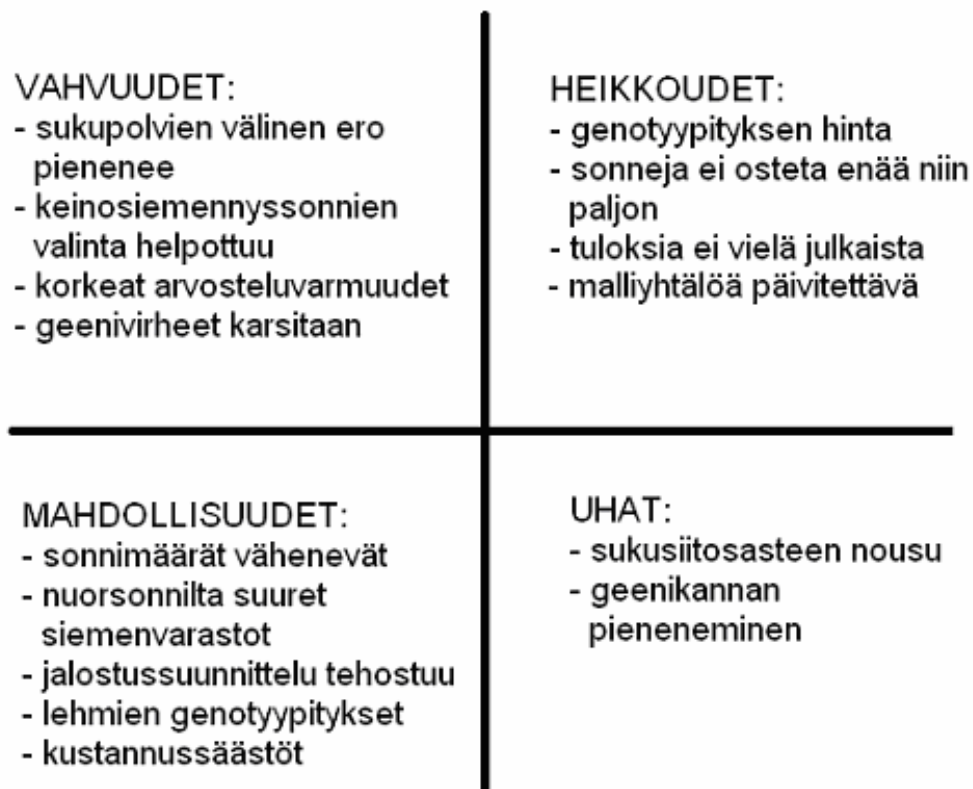 VAHVUUDET:
- sukupolvien välinen ero
pienenee
- keinosiemennyssonnien
valinta helpottuu
- korkeat arvosteluvarmuudet
- geenivirheet karsitaan
HEIKKOUDET:
- genotyypityksen hinta
- sonneja ei osteta enää niin
paljon
- tuloksia ei vielä julkaista
- malliyhtälöä päivitettävä
MAHDOLLISUUDET:
- sonnimäärät vähenevät
- nuorsonnilta suuret
siemenvarastot
- jalostussuunnittelu tehostuu
- lehmien genotyypitykset
- kustannussäästöt
UHAT:
- sukusiitosasteen nousu
- geenikannan
pieneneminen